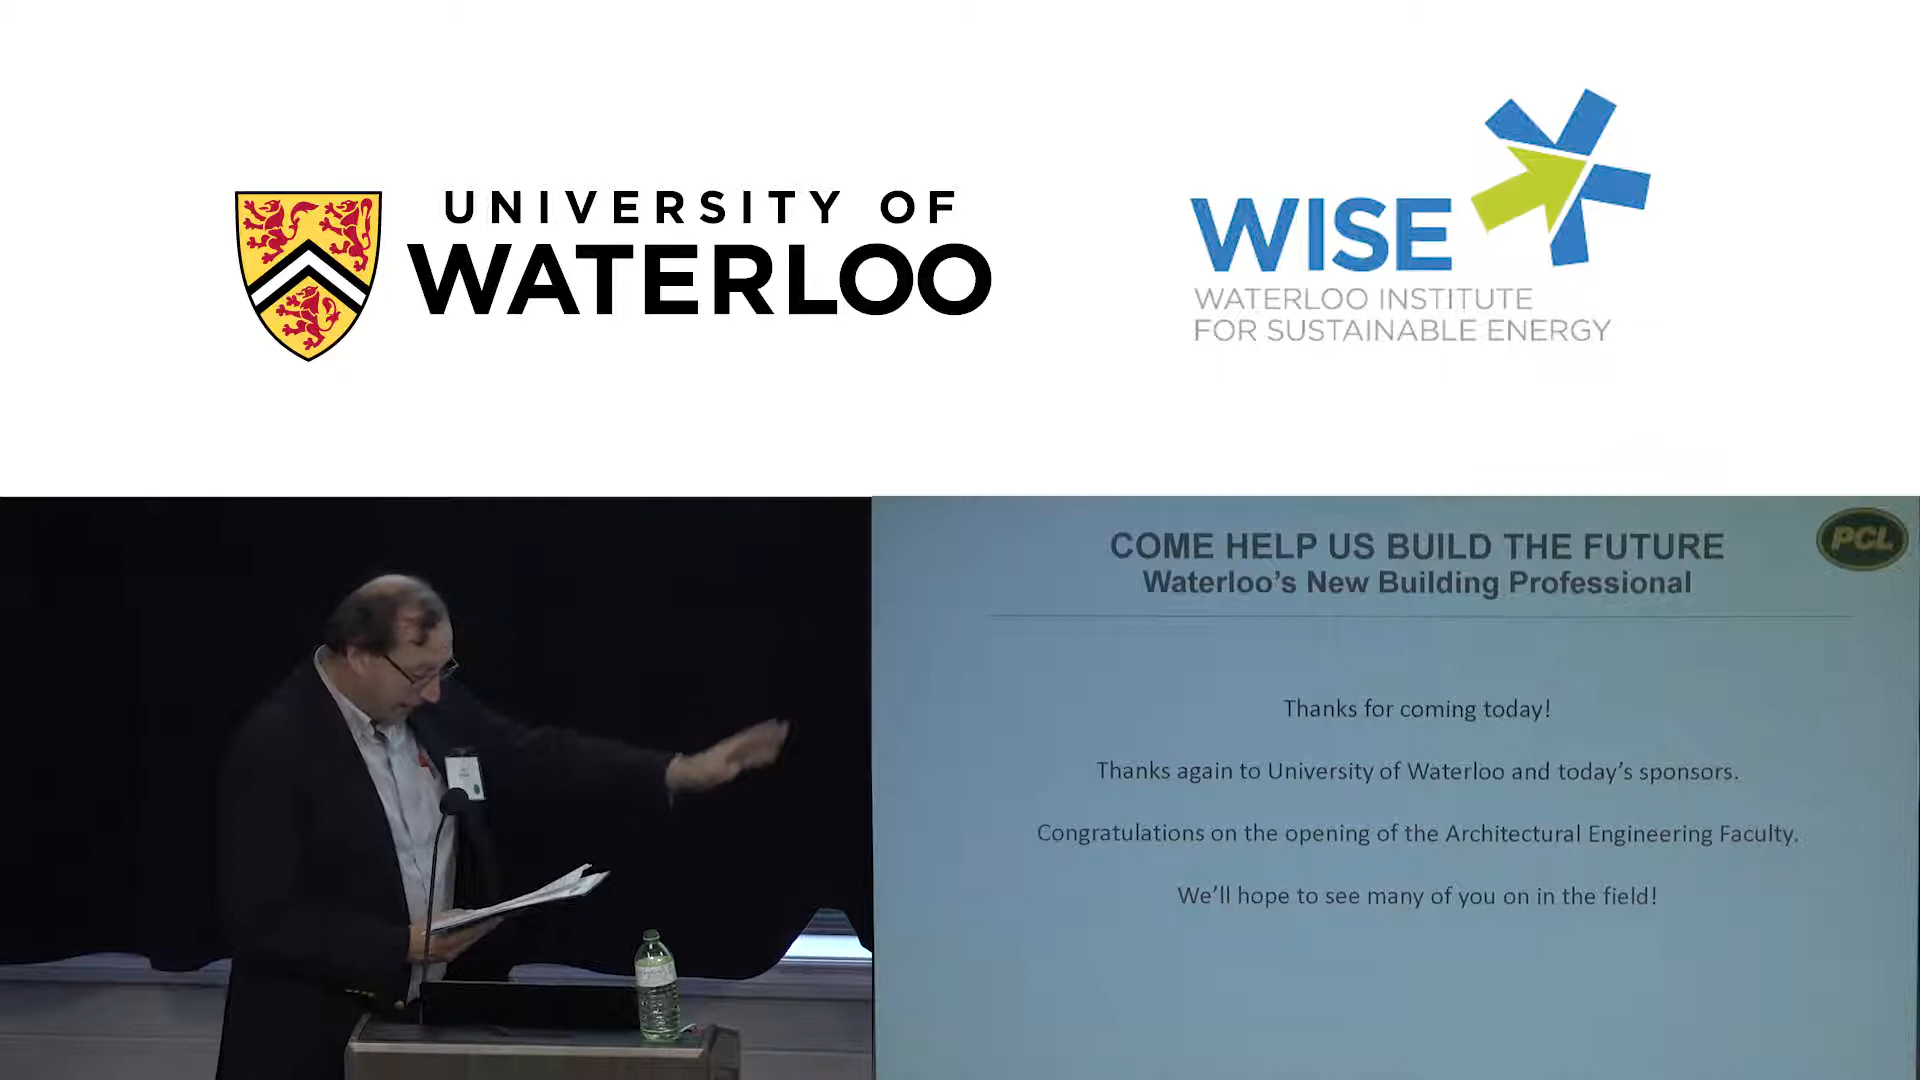 UNIVERSITY OF
WATERLOO
WISE
WATERLOO INSTITUTE
FOR SUSTAINABLE ENERGY
COME HELP US BUILD THE FUTURE
Waterloo's New Building Professional
PCL
Thanks for coming today!
Thanks again to University of Waterloo and today's sponsors.
Congratulations on the opening of the Architectural Engineering Faculty.
We'll hope to see many of you on in the field!